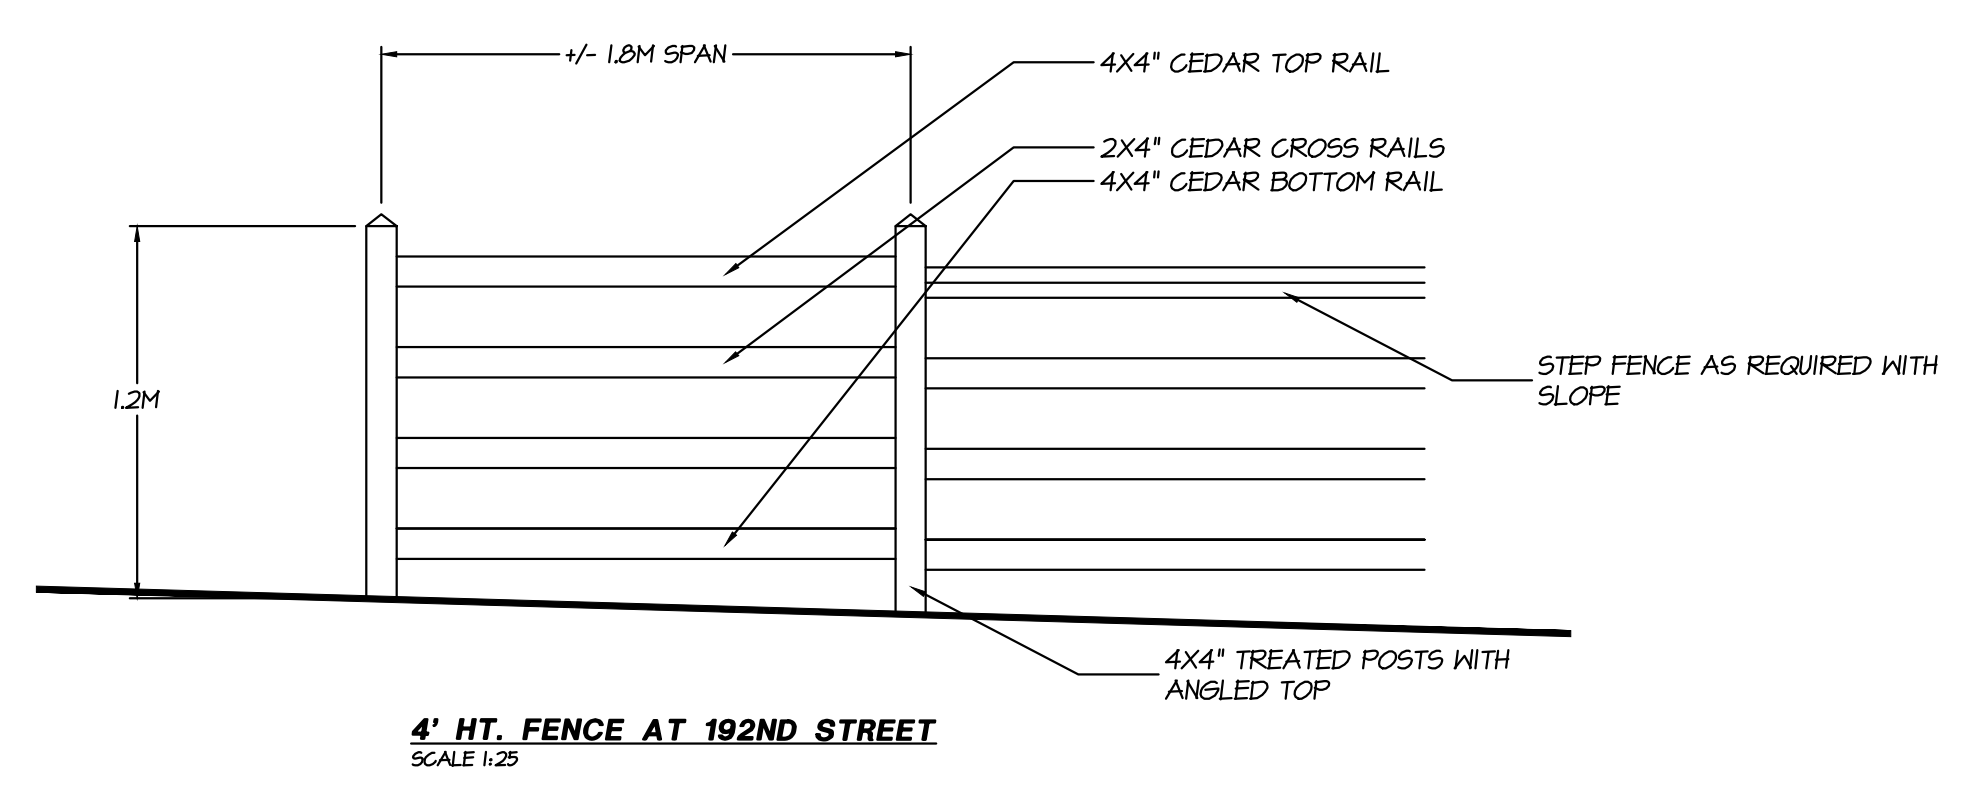 +/- 1.8M SPAN
4X4" CEDAR TOP RAIL
2X4" CEDAR CROSS RAILS
4X4" CEDAR BOTTOM RAIL
STEP FENCE AS REQUIRED WITH
SLOPE
1.2M
4X4" TREATED POSTS WITH
ANGLED TOP
4' HT. FENCE AT 192ND STREET
SCALE 1:25